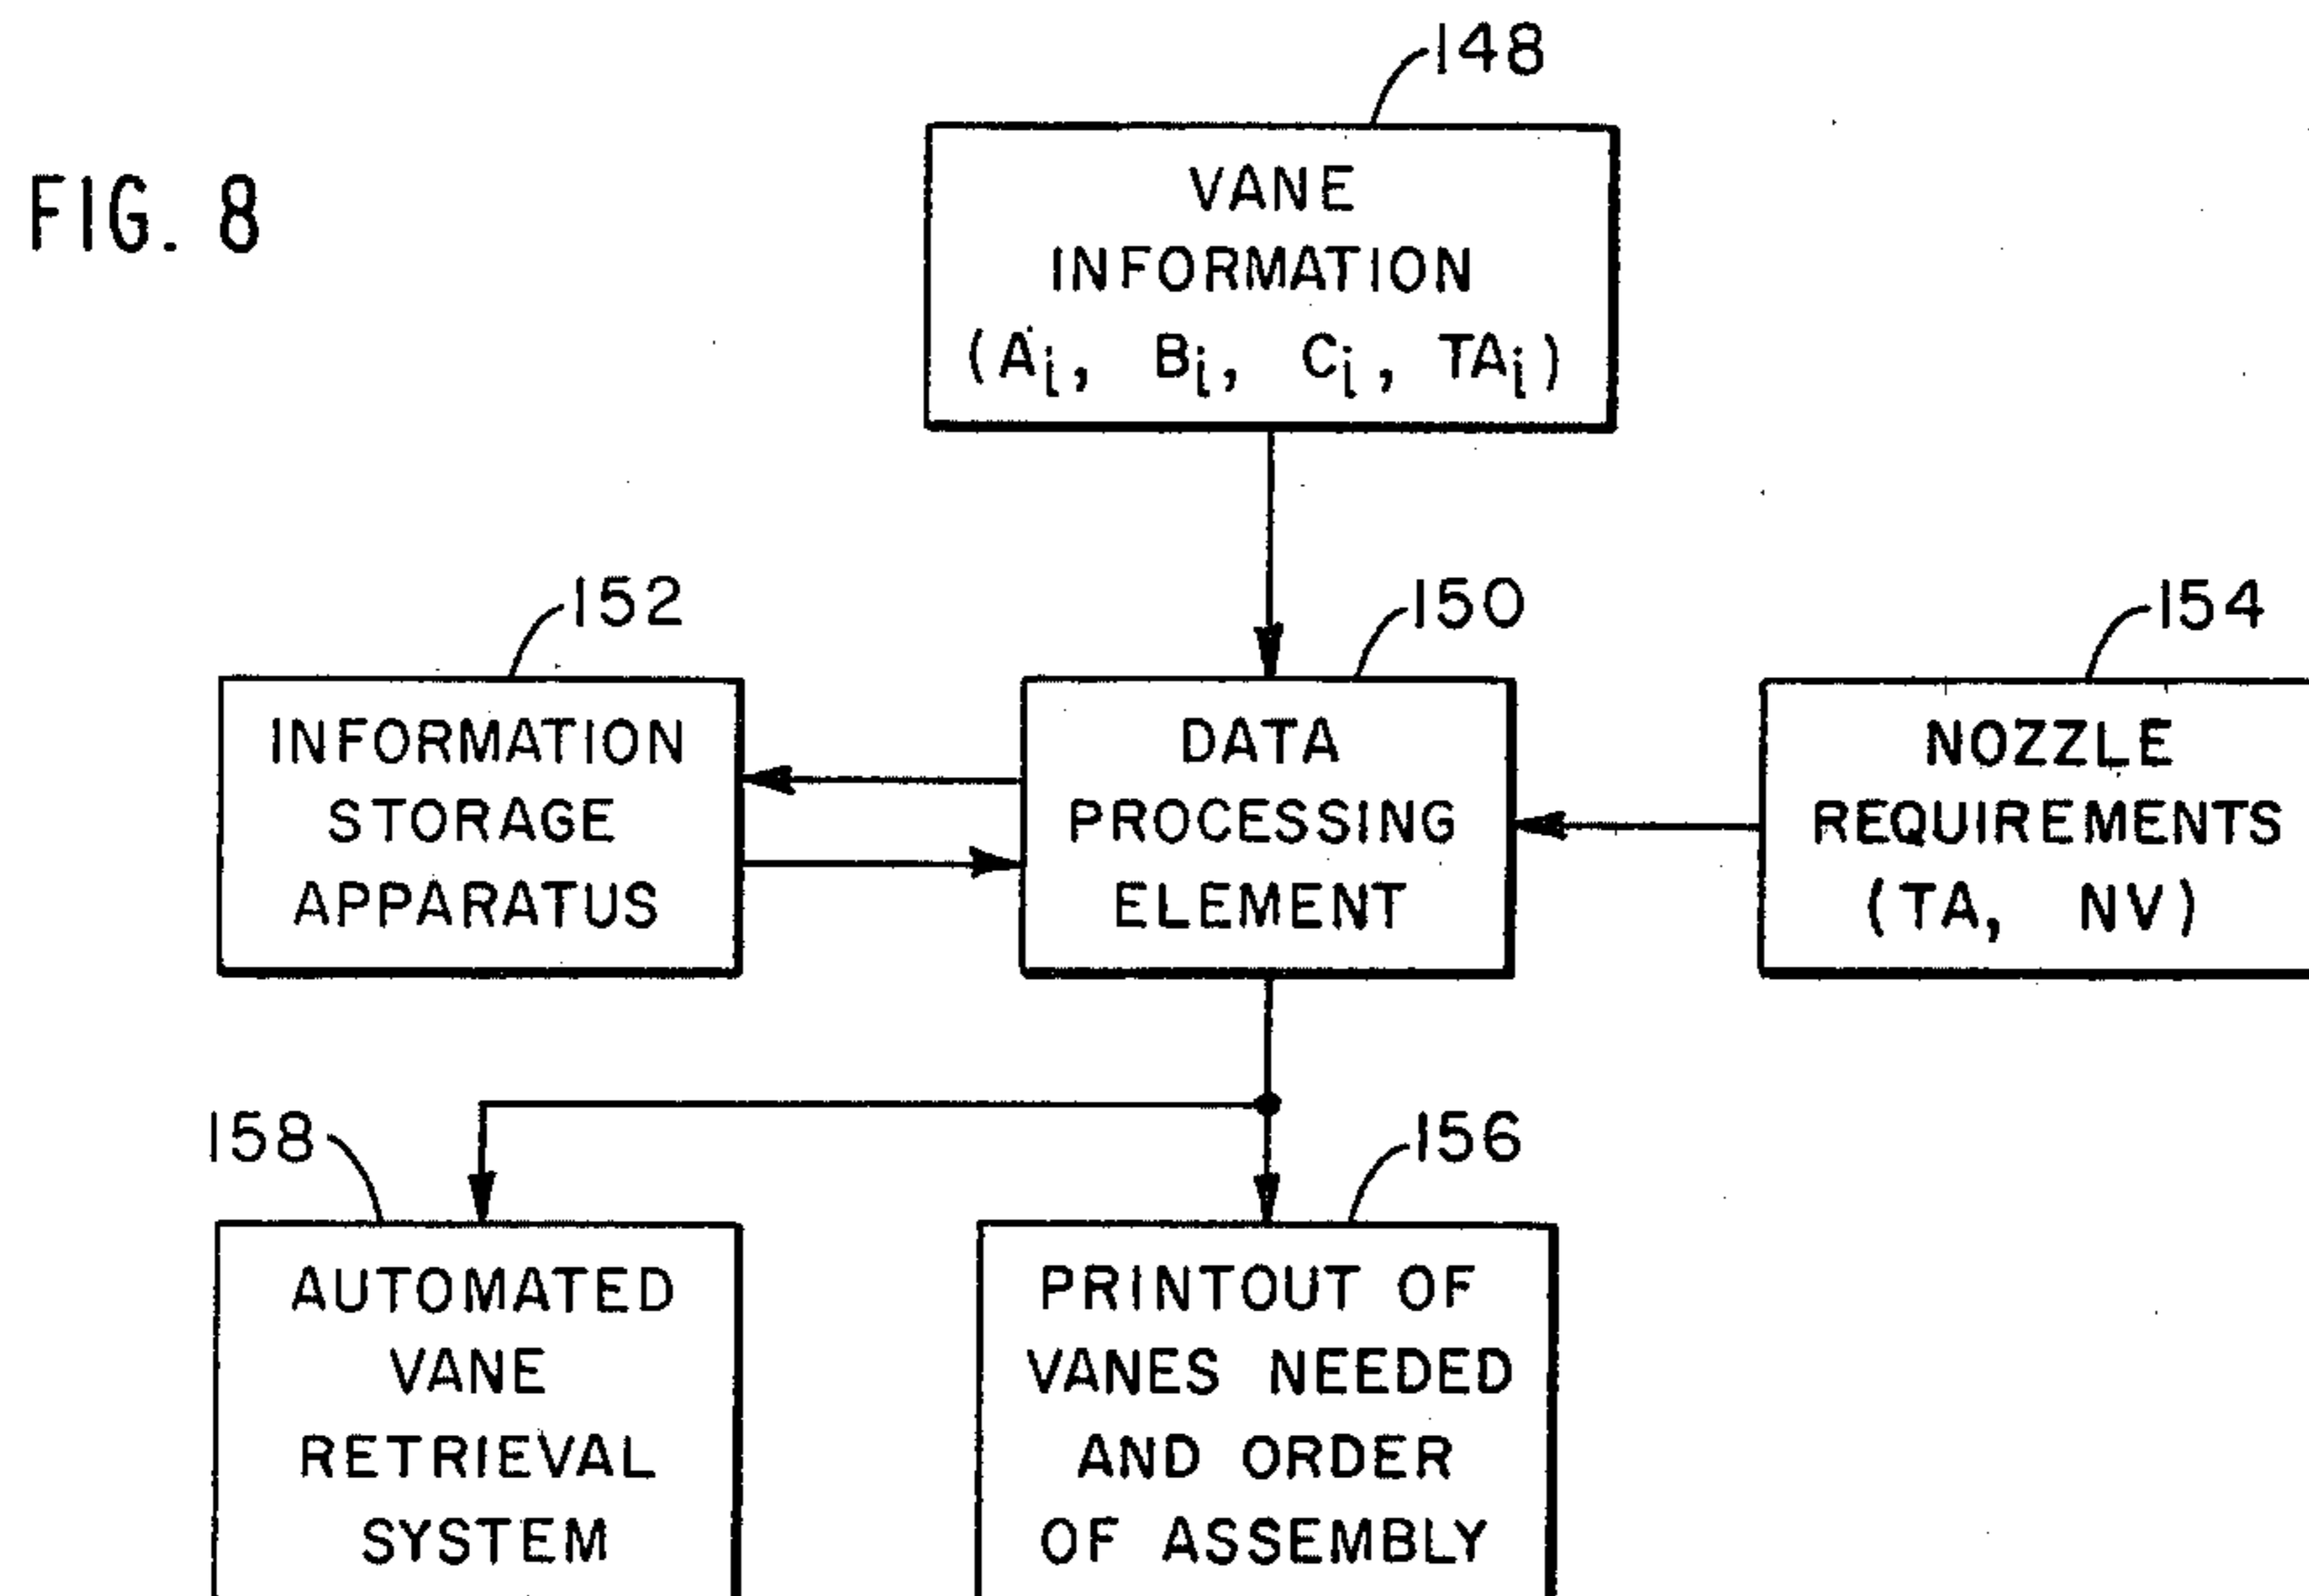 148
FIG. 8
VANE
INFORMATION
(Ai, Bi, Ci, TAi)
152
150
154
INFORMATION
STORAGE
APPARATUS
DATA
PROCESSING
ELEMENT
NOZZLE
REQUIREMENTS
(TA, NV)
158
156
AUTOMATED
VANE
RETRIEVAL
SYSTEM
PRINTOUT OF
VANES NEEDED
AND ORDER
OF ASSEMBLY